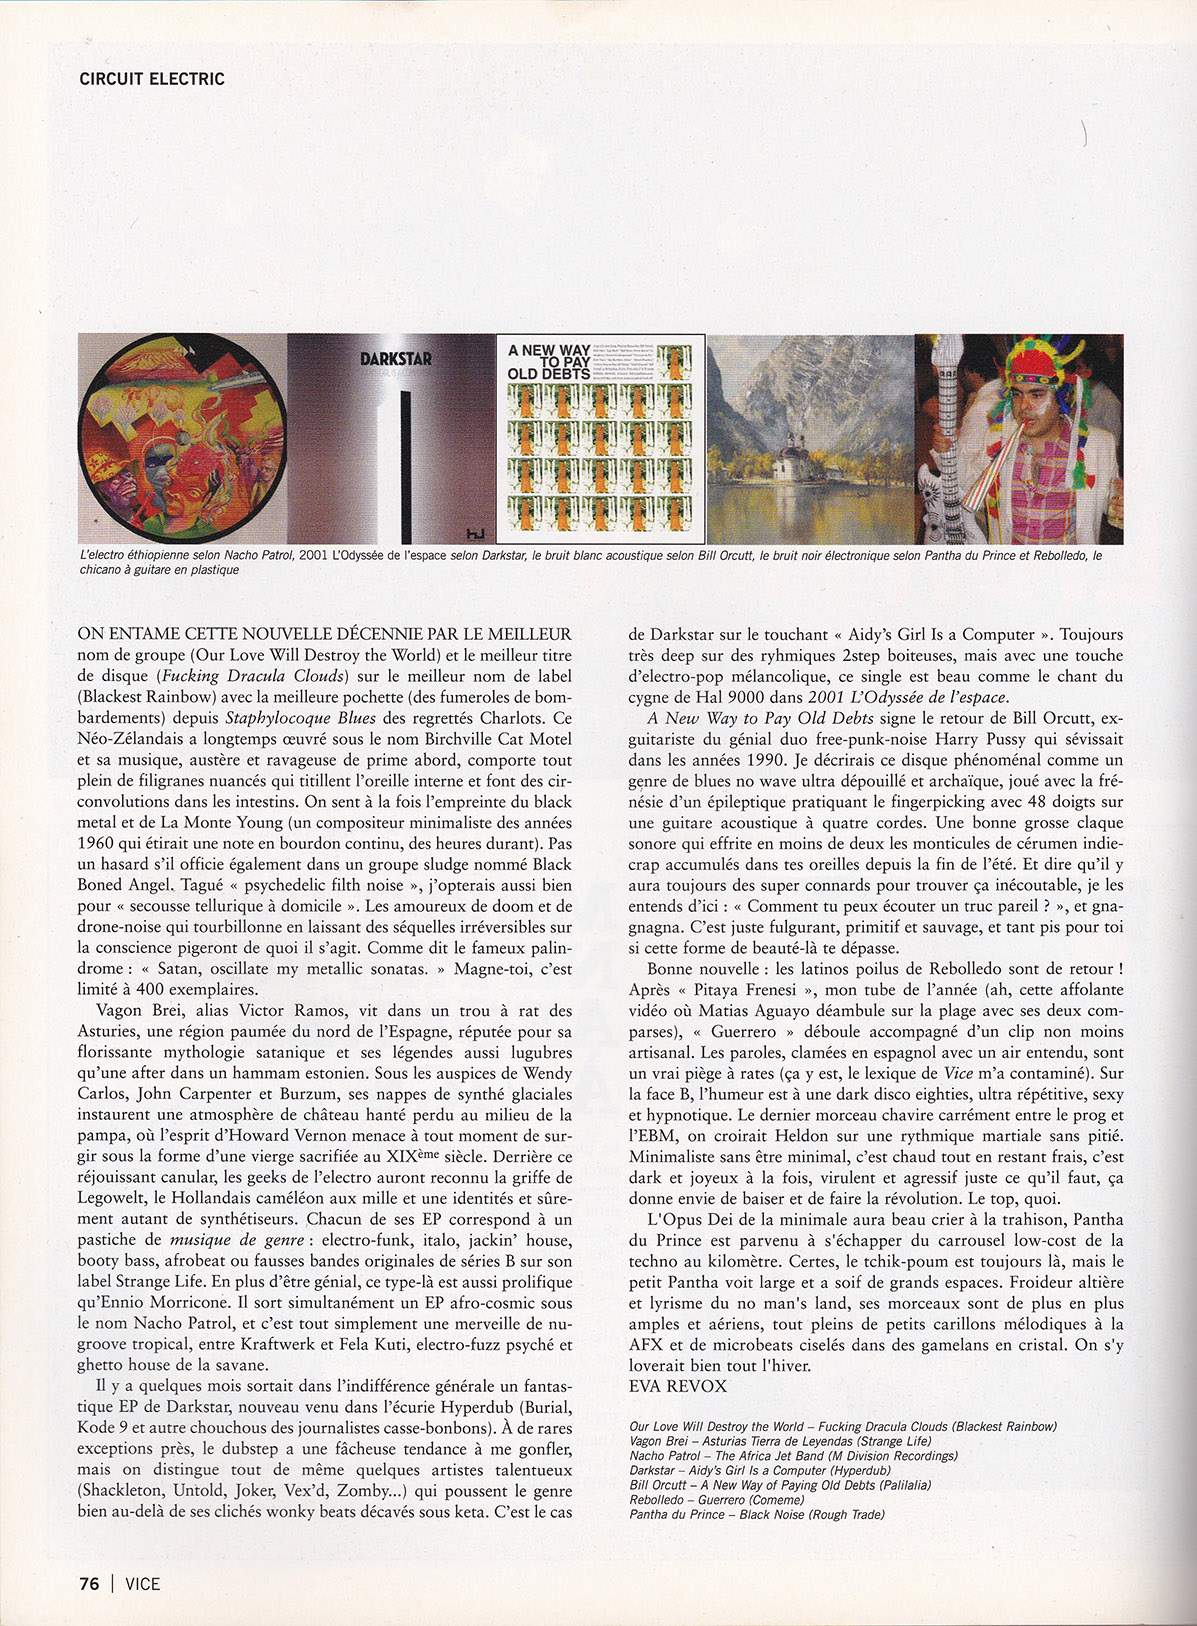 CIRCUIT ELECTRIC
DARKSTAR
A NEW WAY
TO PAY
OLD DEBTS
L'electro éthiopienne selon Nacho Patrol, 2001 L'Odyssée de l'espace selon Darkstar, le bruit blanc acoustique selon Bill Orcutt, le bruit noir électronique selon Pantha du Prince et Rebolledo, le
chicano à guitare en plastique
ON ENTAME CETTE NOUVELLE DÉCENNIE PAR LE MEILLEUR
nom de groupe (Our Love Will Destroy the World) et le meilleur titre
de disque (Fucking Dracula Clouds) sur le meilleur nom de label
(Blackest Rainbow) avec la meilleure pochette (des fumeroles de bom-
bardements) depuis Staphylocoque Blues des regrettés Charlots. Ce
Néo-Zélandais a longtemps œuvré sous le nom Birchville Cat Motel
et sa musique, austère et ravageuse de prime abord, comporte tout
plein de filigranes nuancés qui titillent l'oreille interne et font des cir-
convolutions dans les intestins. On sent à la fois l'empreinte du black
metal et de La Monte Young (un compositeur minimaliste des années
1960 qui étirait une note en bourdon continu, des heures durant). Pas
un hasard s'il officie également dans un groupe sludge nommé Black
Boned Angel. Tagué « psychedelic filth noise », j'opterais aussi bien
pour « secousse tellurique à domicile ». Les amoureux de doom et de
drone-noise qui tourbillonne en laissant des séquelles irréversibles sur
la conscience pigeront de quoi il s'agit. Comme dit le fameux palin-
drome : « Satan, oscillate my metallic sonatas. » Magne-toi, c'est
limité à 400 exemplaires.
Vagon Brei, alias Victor Ramos, vit dans un trou à rat des
Asturies, une région paumée du nord de l'Espagne, réputée pour sa
florissante mythologie satanique et ses légendes aussi lugubres
qu'une after dans un hammam estonien. Sous les auspices de Wendy
Carlos, John Carpenter et Burzum, ses nappes de synthé glaciales
instaurent une atmosphère de château hanté perdu au milieu de la
pampa, où l'esprit d'Howard Vernon menace à tout moment de sur-
gir sous la forme d'une vierge sacrifiée au XIXème siècle. Derrière ce
réjouissant canular, les geeks de l'electro auront reconnu la griffe de
Legowelt, le Hollandais caméléon aux mille et une identités et sûre-
ment autant de synthétiseurs. Chacun de ses EP correspond à un
pastiche de musique de genre : electro-funk, italo, jackin' house,
booty bass, afrobeat ou fausses bandes originales de séries B sur son
label Strange Life. En plus d'être génial, ce type-là est aussi prolifique
qu'Ennio Morricone. Il sort simultanément un EP afro-cosmic sous
le nom Nacho Patrol, et c'est tout simplement une merveille de nu-
groove tropical, entre Kraftwerk et Fela Kuti, electro-fuzz psyché et
ghetto house de la savane.
Il y a quelques mois sortait dans l'indifférence générale un fantas-
tique EP de Darkstar, nouveau venu dans l'écurie Hyperdub (Burial,
Kode 9 et autre chouchous des journalistes casse-bonbons). À de rares
exceptions près, le dubstep a une fâcheuse tendance à me gonfler,
mais on distingue tout de même quelques artistes talentueux
(Shackleton, Untold, Joker, Vex'd, Zomby...) qui poussent le genre
bien au-delà de ses clichés wonky beats décavés sous keta. C'est le cas
de Darkstar sur le touchant « Aidy's Girl Is a Computer ». Toujours
très deep sur des ryhmiques 2step boiteuses, mais avec une touche
d'electro-pop mélancolique, ce single est beau comme le chant du
cygne de Hal 9000 dans 2001 L'Odyssée de l'espace.
A New Way to Pay Old Debts signe le retour de Bill Orcutt, ex-
guitariste du génial duo free-punk-noise Harry Pussy qui sévissait
dans les années 1990. Je décrirais ce disque phénoménal comme un
genre de blues no wave ultra dépouillé et archaïque, joué avec la fré-
nésie d'un épileptique pratiquant le fingerpicking avec 48 doigts sur
une guitare acoustique à quatre cordes. Une bonne grosse claque
sonore qui effrite en moins de deux les monticules de cérumen indie-
crap accumulés dans tes oreilles depuis la fin de l'été. Et dire qu'il y
aura toujours des super connards pour trouver ça inécoutable, je les
entends d'ici : « Comment tu peux écouter un truc pareil ? », et gna-
gnagna. C'est juste fulgurant, primitif et sauvage, et tant pis pour toi
si cette forme de beauté-là te dépasse.
Bonne nouvelle : les latinos poilus de Rebolledo sont de retour !
Après « Pitaya Frenesi », mon tube de l'année (ah, cette affolante
vidéo où Matias Aguayo déambule sur la plage avec ses deux com-
parses), « Guerrero » déboule accompagné d'un clip non moins
artisanal. Les paroles, clamées en espagnol avec un air entendu, sont
un vrai piège à rates (ça y est, le lexique de Vice m'a contaminé). Sur
la face B, l'humeur est à une dark disco eighties, ultra répétitive, sexy
et hypnotique. Le dernier morceau chavire carrément entre le prog et
l'EBM, on croirait Heldon sur une rythmique martiale sans pitié.
Minimaliste sans être minimal, c'est chaud tout en restant frais, c'est
dark et joyeux à la fois, virulent et agressif juste ce qu'il faut, ça
donne envie de baiser et de faire la révolution. Le top, quoi.
L'Opus Dei de la minimale aura beau crier à la trahison, Pantha
du Prince est parvenu à s'échapper du carrousel low-cost de la
techno au kilomètre. Certes, le tchik-poum est toujours là, mais le
petit Pantha voit large et a soif de grands espaces. Froideur altière
et lyrisme du no man's land, ses morceaux sont de plus en plus
amples et aériens, tout pleins de petits carillons mélodiques à la
AFX et de microbeats ciselés dans des gamelans en cristal. On s'y
loverait bien tout l'hiver.
EVA REVOX
Our Love Will Destroy the World – Fucking Dracula Clouds (Blackest Rainbow)
Vagon Brei – Asturias Tierra de Leyendas (Strange Life)
Nacho Patrol – The Africa Jet Band (M Division Recordings)
Darkstar – Aidy's Girl Is a Computer (Hyperdub)
Bill Orcutt – A New Way of Paying Old Debts (Palilalia)
Rebolledo – Guerrero (Comeme)
Pantha du Prince – Black Noise (Rough Trade)
76 | VICE